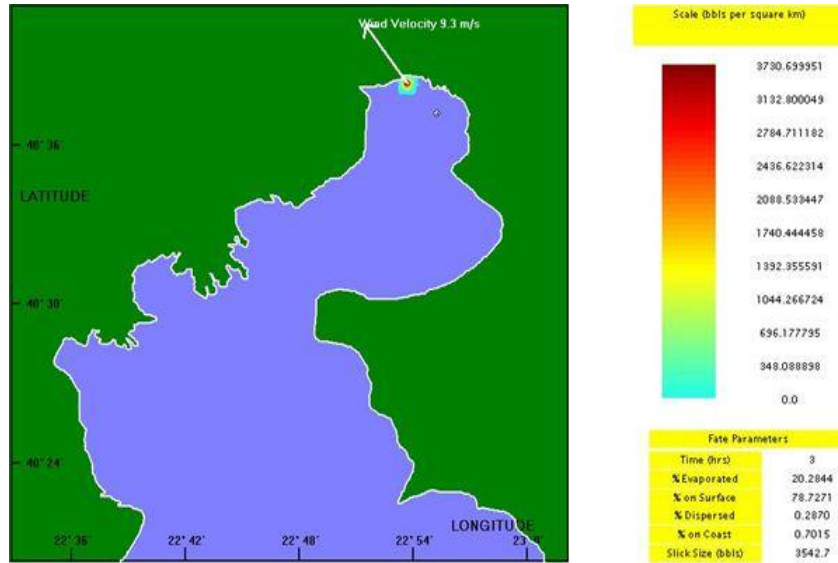 Wind Velocity 9.3 m/s
40° 36'
LATITUDE
40° 30'
40° 24'
LONGITUDE
22° 36'
22° 42'
22° 48'
22° 54'
23° 0'
Scale (bbls per square km)
3730.699951
3132.800049
2784.711182
2436.622314
2088.533447
1740.444458
1392.355591
1044.266724
696.177795
348.088898
0.0
Fate Parameters
Time (hrs) 3
% Evaporated 20.2844
% on Surface 78.7271
% Dispersed 0.2870
% on Coast 0.7015
Slick Size (bbls) 3542.7